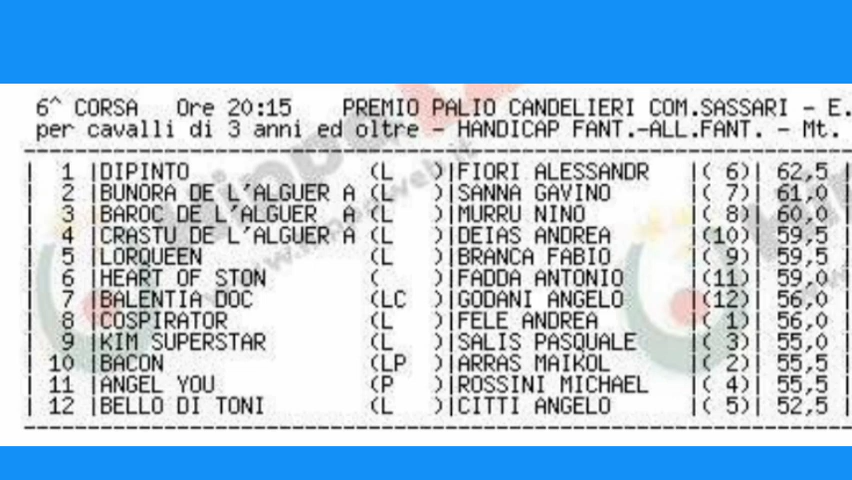 6^ CORSA Ore 20:15 PREMIO PALIO CANDELIERI COM.SASSARI - E.
per cavalli di 3 anni ed oltre - HANDICAP FANT.-ALL.FANT. - Mt.
| 1 |DIPINTO (L )|FIORI ALESSANDR |( 6)| 62,5 |
| 2 |BUNORA DE L'ALGUER A (L )|SANNA GAVINO |( 7)| 61,0 |
| 3 |BAROC DE L'ALGUER A (L )|MURRU NINO |( 8)| 60,0 |
| 4 |CRASTU DE L'ALGUER A (L )|DEIAS ANDREA |(10)| 59,5 |
| 5 |LORQUEEN (L )|BRANCA FABIO |( 9)| 59,5 |
| 6 |HEART OF STON ( )|FADDA ANTONIO |(11)| 59,0 |
| 7 |BALENTIA DOC (LC )|GODANI ANGELO |(12)| 56,0 |
| 8 |COSPIRATOR (L )|FELE ANDREA |( 1)| 56,0 |
| 9 |KIM SUPERSTAR (L )|SALIS PASQUALE |( 3)| 55,0 |
| 10 |BACON (LP )|ARRAS MAIKOL |( 2)| 55,5 |
| 11 |ANGEL YOU (P )|ROSSINI MICHAEL |( 4)| 55,5 |
| 12 |BELLO DI TONI (L )|CITTI ANGELO |( 5)| 52,5 |